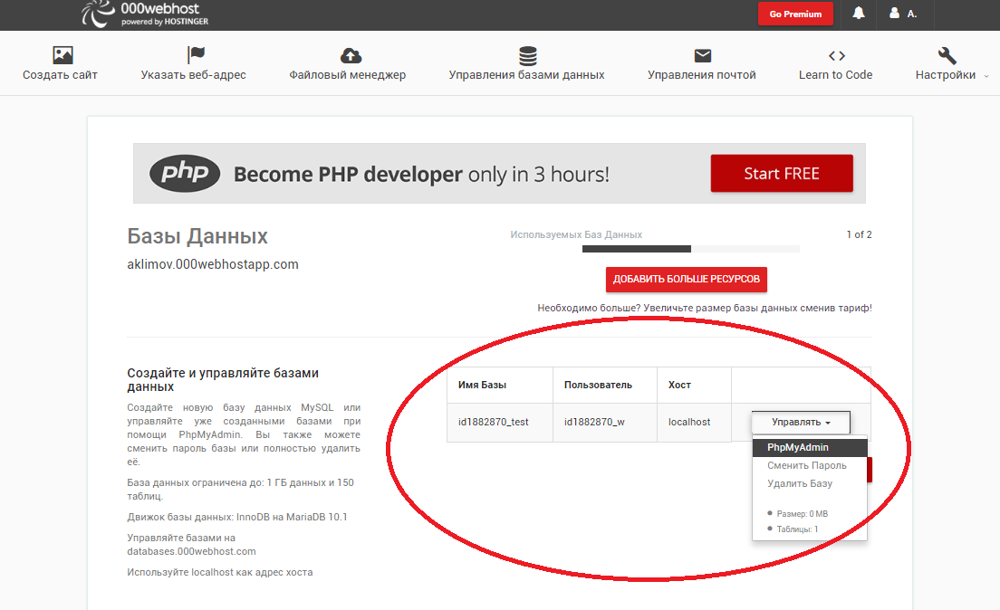 000webhost
powered by HOSTINGER
Go Premium
A.
Создать сайт
Указать веб-адрес
Файловый менеджер
Управления базами данных
Управления почтой
Learn to Code
Настройки
php
Become PHP developer only in 3 hours!
Start FREE
Базы Данных
aklimov.000webhostapp.com
Используемых Баз Данных
1 of 2
ДОБАВИТЬ БОЛЬШЕ РЕСУРСОВ
Необходимо больше? Увеличьте размер базы данных сменив тариф!
Создайте и управляйте базами
данных
Создайте новую базу данных MySQL или
управляйте уже созданными базами при
помощи PhpMyAdmin. Вы также можете
сменить пароль базы или полностью удалить
её.
База данных ограничена до: 1 ГБ данных и 150
таблиц.
Движок базы данных: InnoDB на MariaDB 10.1
Управляйте базами на
databases.000webhost.com
Используйте localhost как адрес хоста
Имя Базы
Пользователь
Хост
id1882870_test
id1882870_w
localhost
Управлять
PhpMyAdmin
Сменить Пароль
Удалить Базу
Размер: 0 MB
Таблицы: 1